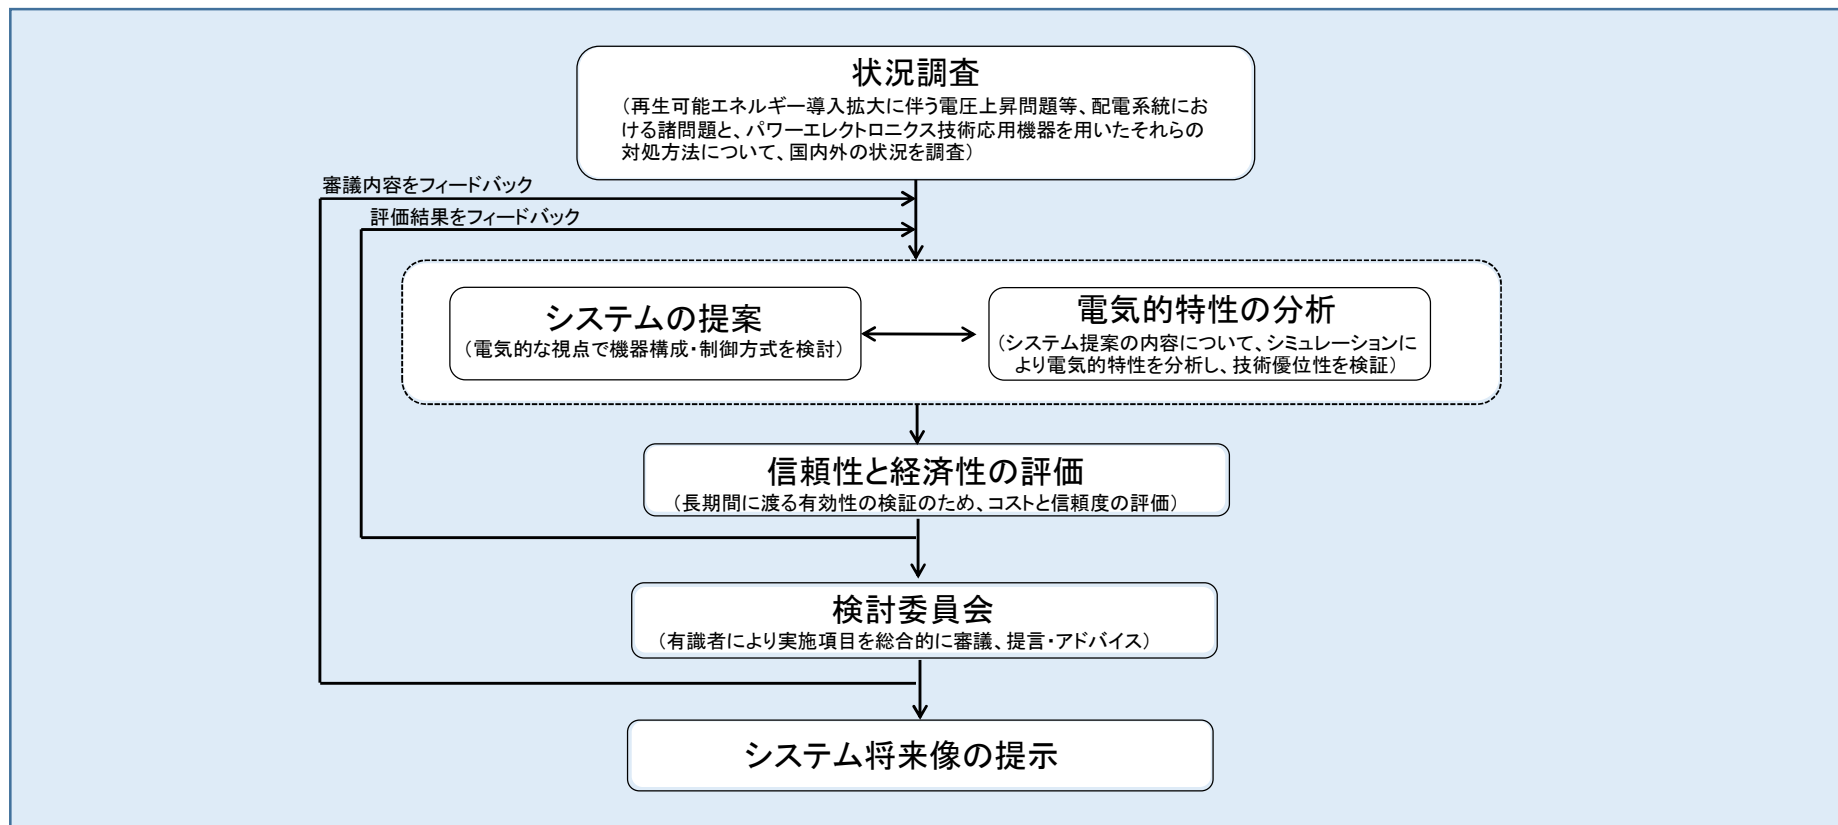 状況調査
（再生可能エネルギー導入拡大に伴う電圧上昇問題等、配電系統にお
ける諸問題と、パワーエレクトロニクス技術応用機器を用いたそれらの
対処方法について、国内外の状況を調査）
審議内容をフィードバック
評価結果をフィードバック
システムの提案
（電気的な視点で機器構成・制御方式を検討）
電気的特性の分析
（システム提案の内容について、シミュレーションに
より電気的特性を分析し、技術優位性を検証）
信頼性と経済性の評価
（長期間に渡る有効性の検証のため、コストと信頼度の評価）
検討委員会
（有識者により実施項目を総合的に審議、提言・アドバイス）
システム将来像の提示